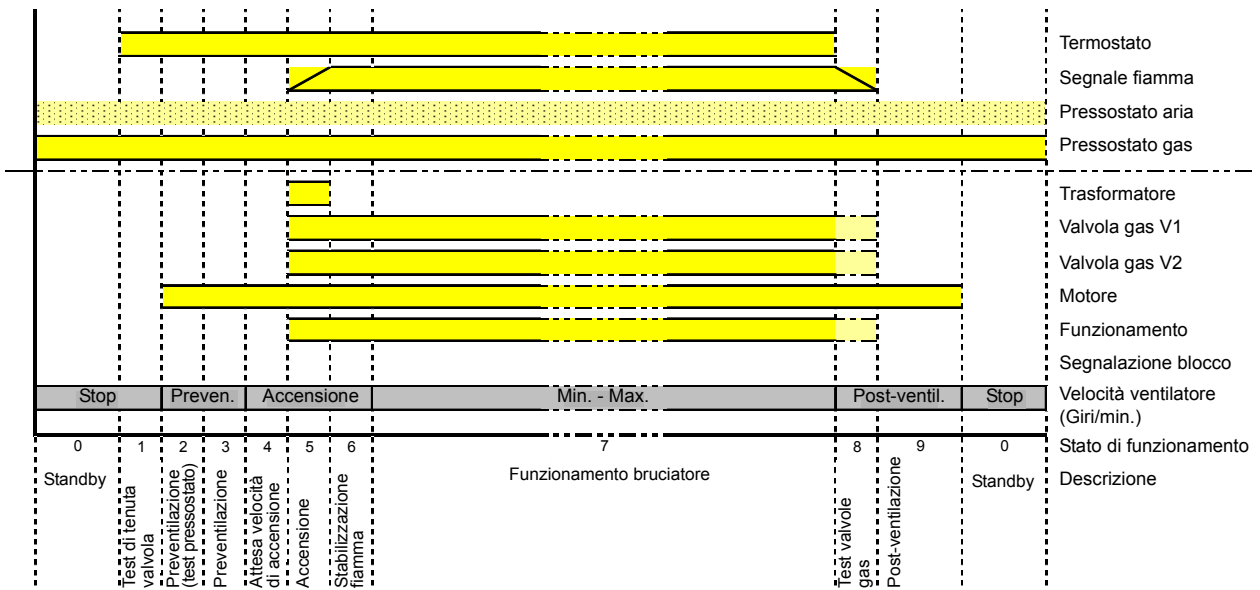 Termostato
Segnale fiamma
Pressostato aria
Pressostato gas
Trasformatore
Valvola gas V1
Valvola gas V2
Motore
Funzionamento
Segnalazione blocco
Stop Preven. Accensione Min. - Max. Post-ventil. Stop Velocità ventilatore
(Giri/min.)
0 1 2 3 4 5 6 7 8 9 0 Stato di funzionamento
Standby
Test di tenuta
valvola
Preventilazione
(test pressostato)
Preventilazione
Attesa velocità
di accensione
Accensione
Stabilizzazione
fiamma
Funzionamento bruciatore
Test valvole
gas
Post-ventilazione
Standby
Descrizione